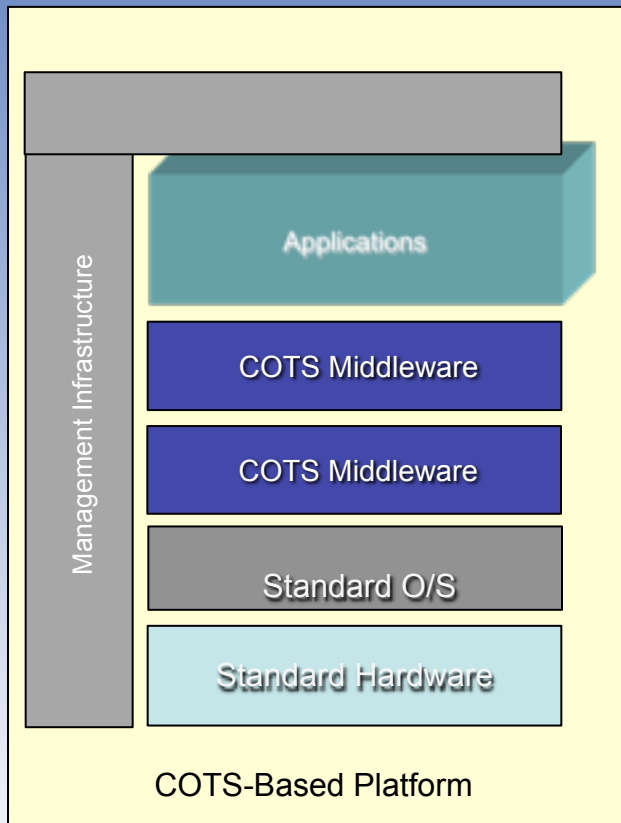 Applications
Management Infrastructure
COTS Middleware
COTS Middleware
Standard O/S
Standard Hardware
COTS-Based Platform